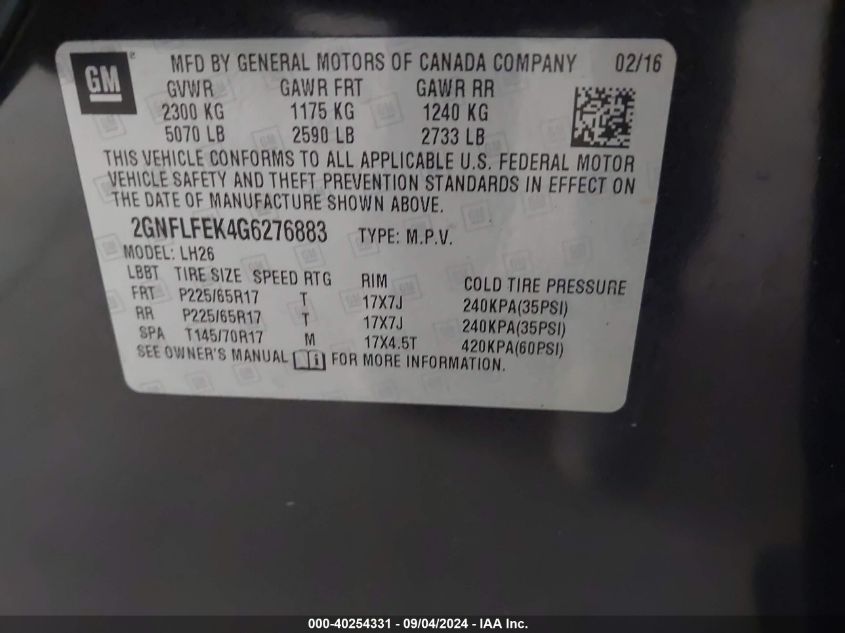 GM
MFD BY GENERAL MOTORS OF CANADA COMPANY 02/16
GVWR GAWR FRT GAWR RR
2300 KG 1175 KG 1240 KG
5070 LB 2590 LB 2733 LB
THIS VEHICLE CONFORMS TO ALL APPLICABLE U.S. FEDERAL MOTOR
VEHICLE SAFETY AND THEFT PREVENTION STANDARDS IN EFFECT ON
THE DATE OF MANUFACTURE SHOWN ABOVE.
2GNFLFEK4G6276883 TYPE: M.P.V.
MODEL: LH26
LBBT TIRE SIZE SPEED RTG RIM COLD TIRE PRESSURE
FRT P225/65R17 T 17X7J 240KPA(35PSI)
RR P225/65R17 T 17X7J 240KPA(35PSI)
SPA T145/70R17 M 17X4.5T 420KPA(60PSI)
SEE OWNER'S MANUAL i FOR MORE INFORMATION.
000-40254331 - 09/04/2024 - IAA Inc.